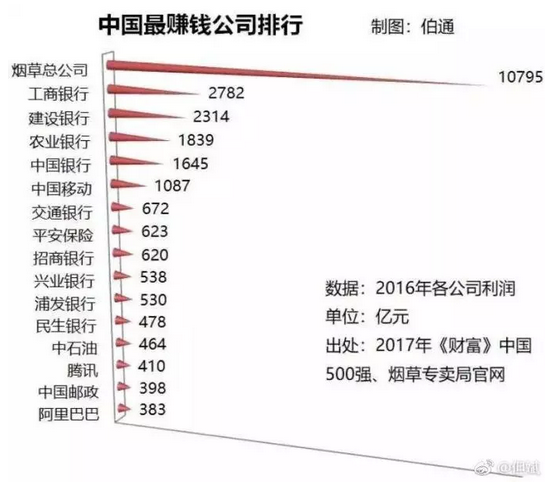 中国最赚钱公司排行
制图：伯通
烟草总公司 10795
工商银行 2782
建设银行 2314
农业银行 1839
中国银行 1645
中国移动 1087
交通银行 672
平安保险 623
招商银行 620
兴业银行 538
浦发银行 530
民生银行 478
中石油 464
腾讯 410
中国邮政 398
阿里巴巴 383
数据：2016年各公司利润
单位：亿元
出处：2017年《财富》中国
500强、烟草专卖局官网